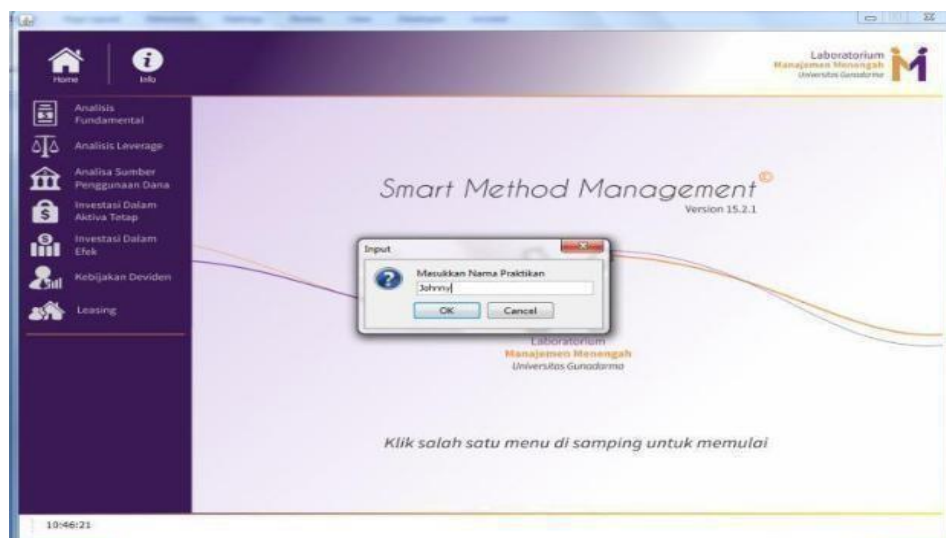 Home
Info
Laboratorium
Manajemen Menengah
Universitas Gunadarma
Analisis
Fundamental
Analisis Leverage
Analisa Sumber
Penggunaan Dana
Investasi Dalam
Aktiva Tetap
Investasi Dalam
Efek
Kebijakan Deviden
Leasing
Smart Method Management©
Version 15.2.1
Input
Masukkan Nama Praktikan
Johnny
OK
Cancel
Laboratorium
Manajemen Menengah
Universitas Gunadarma
Klik salah satu menu di samping untuk memulai
10:46:21